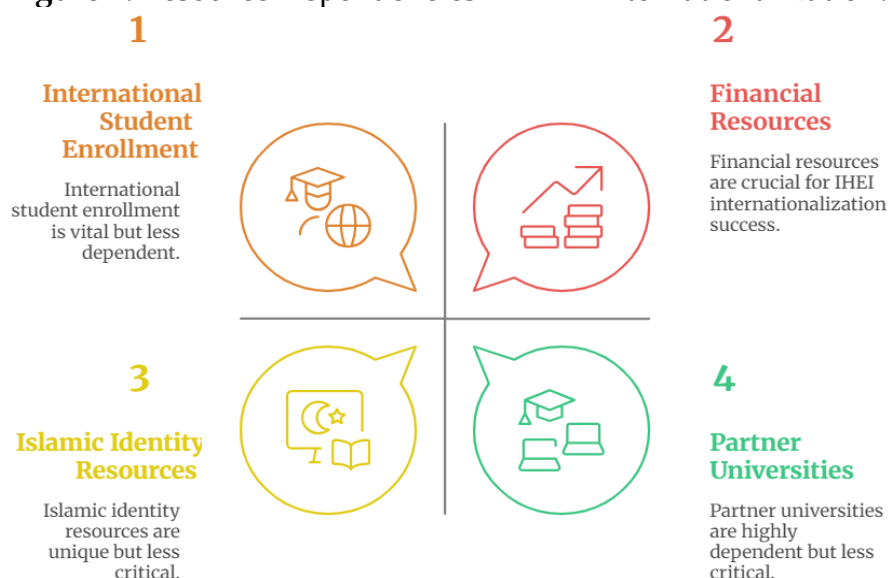 1
International
Student
Enrollment
International
student enrollment
is vital but less
dependent.
2
Financial
Resources
Financial resources
are crucial for IHEI
internationalization
success.
3
Islamic Identity
Resources
Islamic identity
resources are
unique but less
critical.
4
Partner
Universities
Partner universities
are highly
dependent but less
critical.